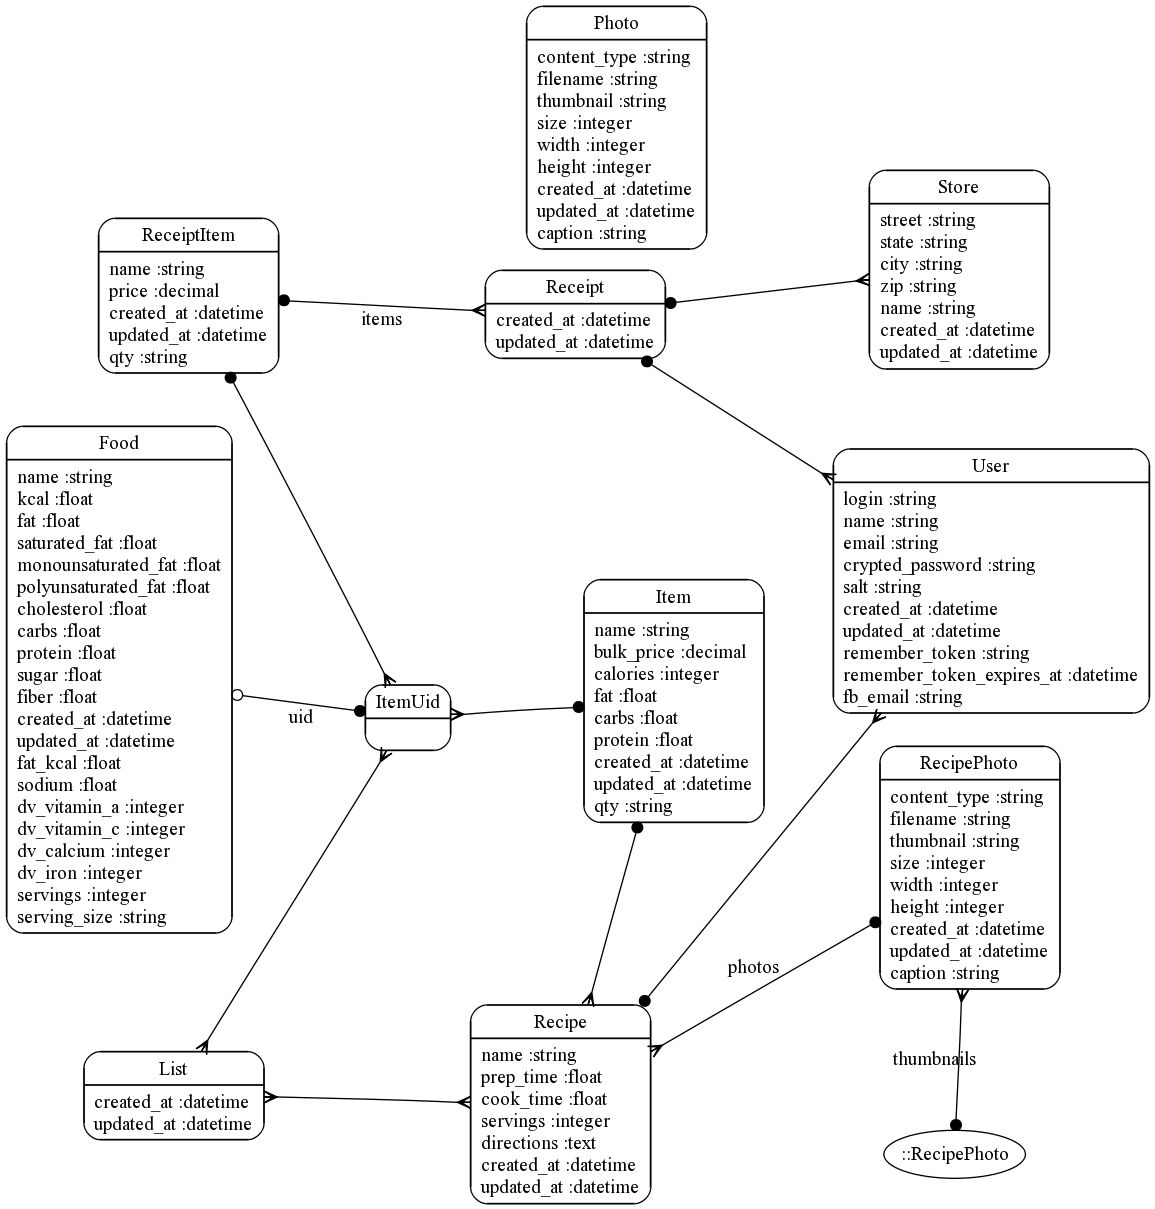 Photo
content_type :string
filename :string
thumbnail :string
size :integer
width :integer
height :integer
created_at :datetime
updated_at :datetime
caption :string
Store
street :string
state :string
city :string
zip :string
name :string
created_at :datetime
updated_at :datetime
ReceiptItem
name :string
price :decimal
created_at :datetime
updated_at :datetime
qty :string
items
Receipt
created_at :datetime
updated_at :datetime
Food
name :string
kcal :float
fat :float
saturated_fat :float
monounsaturated_fat :float
polyunsaturated_fat :float
cholesterol :float
carbs :float
protein :float
sugar :float
fiber :float
created_at :datetime
updated_at :datetime
fat_kcal :float
sodium :float
dv_vitamin_a :integer
dv_vitamin_c :integer
dv_calcium :integer
dv_iron :integer
servings :integer
serving_size :string
uid
ItemUid
Item
name :string
bulk_price :decimal
calories :integer
fat :float
carbs :float
protein :float
created_at :datetime
updated_at :datetime
qty :string
User
login :string
name :string
email :string
crypted_password :string
salt :string
created_at :datetime
updated_at :datetime
remember_token :string
remember_token_expires_at :datetime
fb_email :string
RecipePhoto
content_type :string
filename :string
thumbnail :string
size :integer
width :integer
height :integer
created_at :datetime
updated_at :datetime
caption :string
photos
thumbnails
::RecipePhoto
List
created_at :datetime
updated_at :datetime
Recipe
name :string
prep_time :float
cook_time :float
servings :integer
directions :text
created_at :datetime
updated_at :datetime